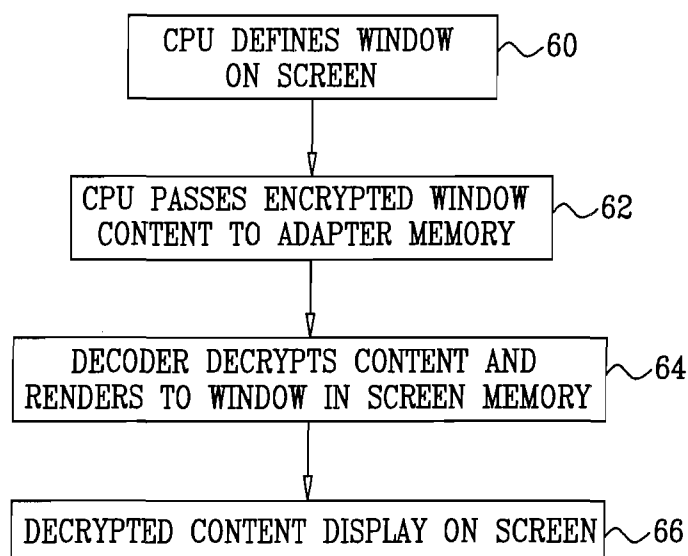 CPU DEFINES WINDOW
ON SCREEN
60
CPU PASSES ENCRYPTED WINDOW
CONTENT TO ADAPTER MEMORY
62
DECODER DECRYPTS CONTENT AND
RENDERS TO WINDOW IN SCREEN MEMORY
64
DECRYPTED CONTENT DISPLAY ON SCREEN
66